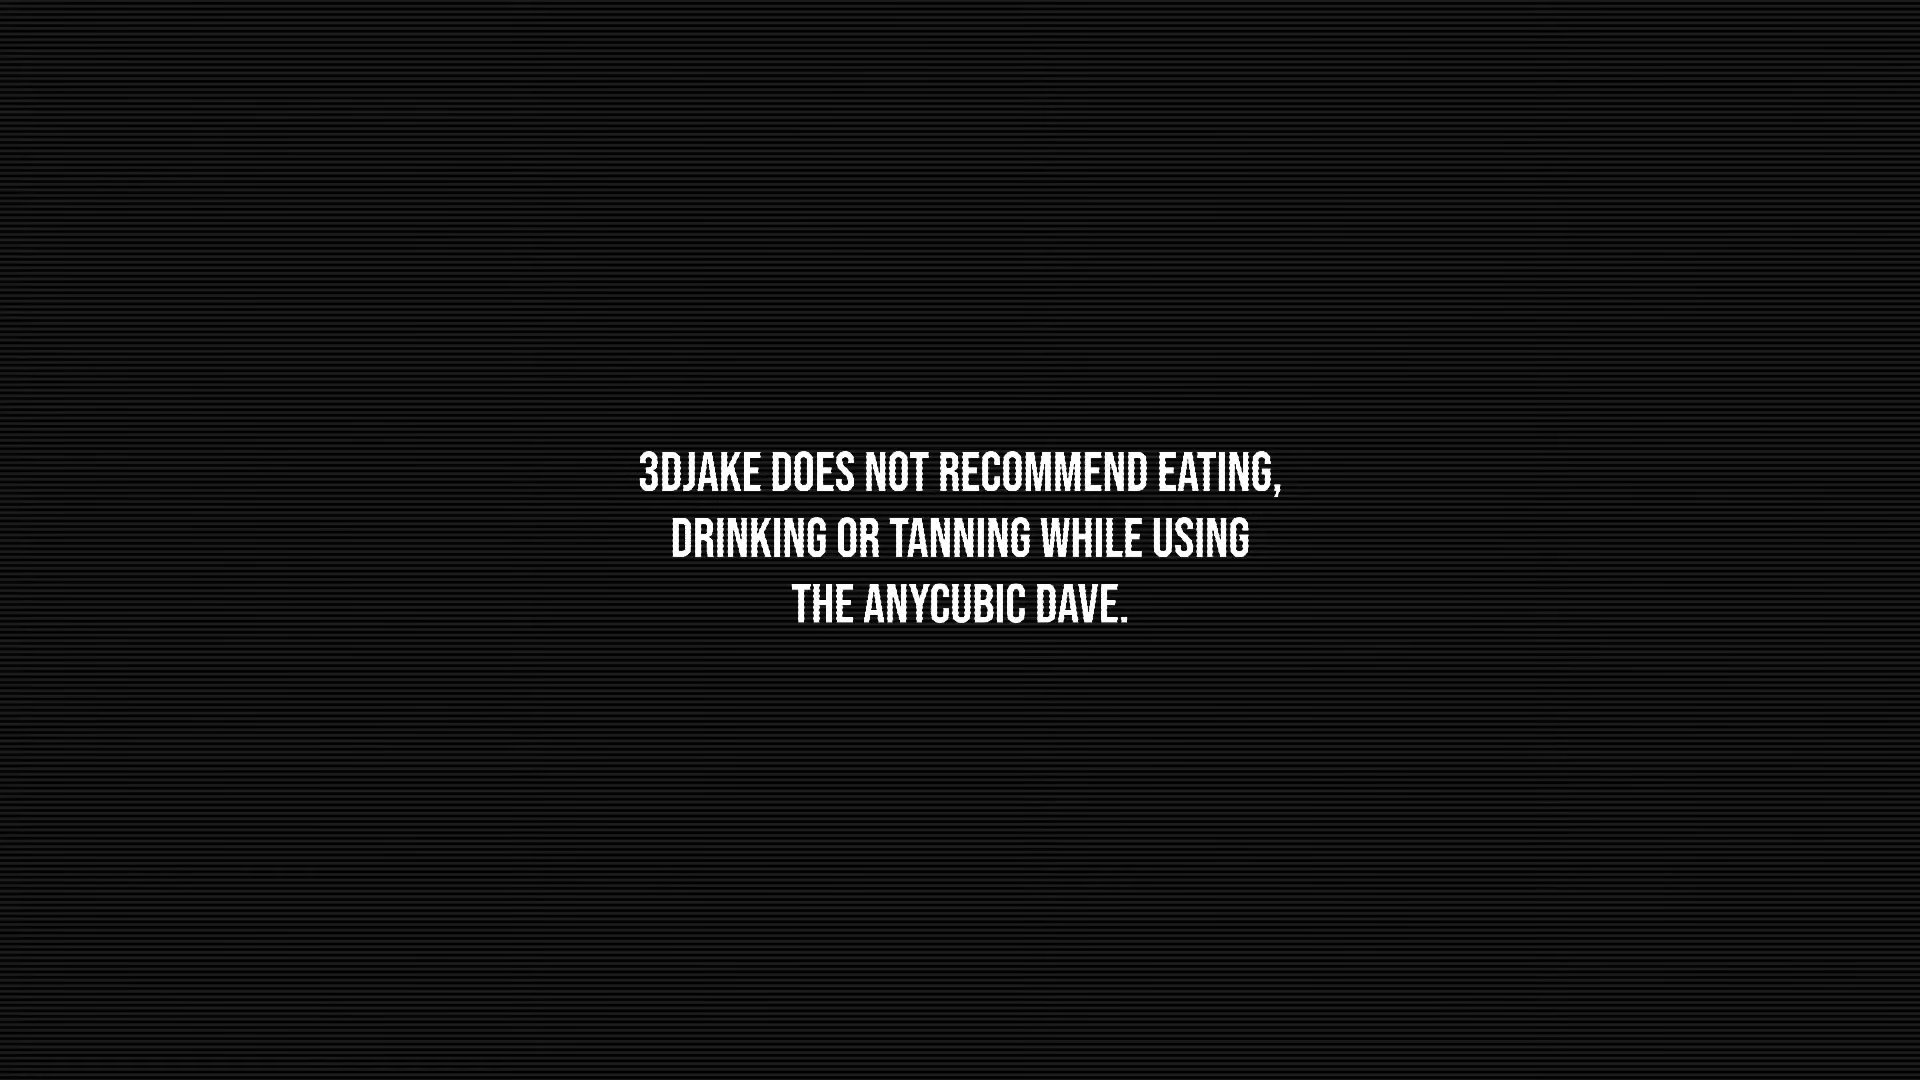 3DJAKE DOES NOT RECOMMEND EATING,
DRINKING OR TANNING WHILE USING
THE ANYCUBIC DAVE.